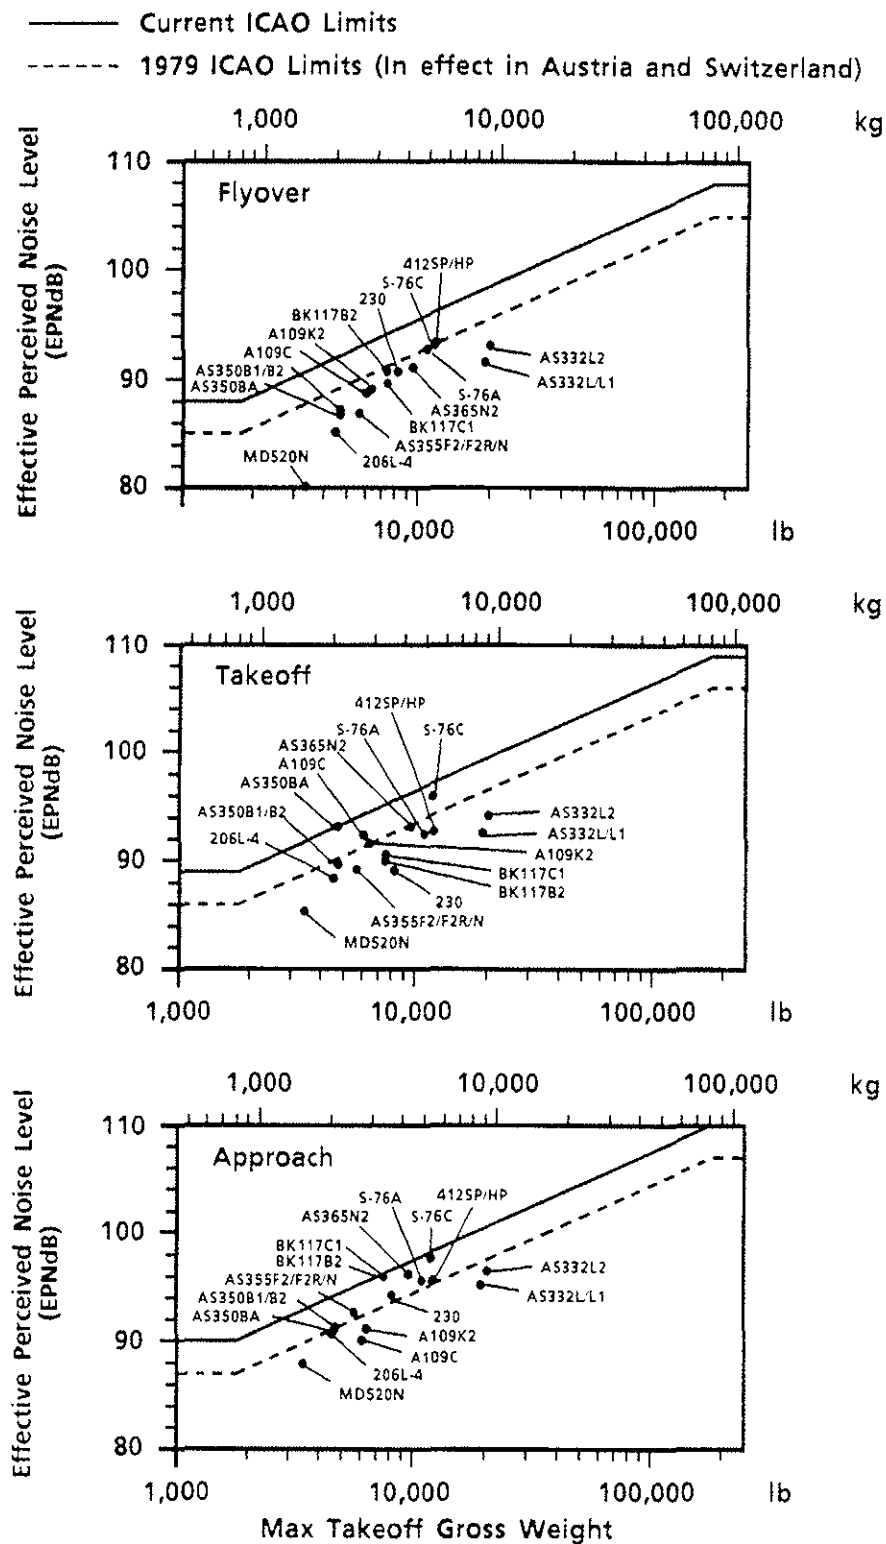 Current ICAO Limits
1979 ICAO Limits (In effect in Austria and Switzerland)
1,000 10,000 100,000 kg
Effective Perceived Noise Level
(EPNdB)
110
100
90
80
Flyover
412SP/HP
S-76C
230
BK117B2
A109K2
A109C
AS350B1/B2
AS350BA
MD520N
AS332L2
AS332L/L1
S-76A
AS365N2
BK117C1
AS355F2/F2R/N
206L-4
10,000 100,000 lb
1,000 10,000 100,000 kg
Effective Perceived Noise Level
(EPNdB)
110
100
90
80
Takeoff
412SP/HP
S-76A
S-76C
AS365N2
A109C
AS350BA
AS350B1/B2
206L-4
AS332L2
AS332L/L1
A109K2
BK117C1
BK117B2
230
AS355F2/F2R/N
MD520N
1,000 10,000 100,000 lb
1,000 10,000 100,000 kg
Effective Perceived Noise Level
(EPNdB)
110
100
90
80
Approach
S-76A
412SP/HP
AS365N2
S-76C
BK117C1
BK117B2
AS355F2/F2R/N
AS350B1/B2
AS350BA
AS332L2
AS332L/L1
230
A109K2
A109C
206L-4
MD520N
1,000 10,000 100,000 lb
Max Takeoff Gross Weight